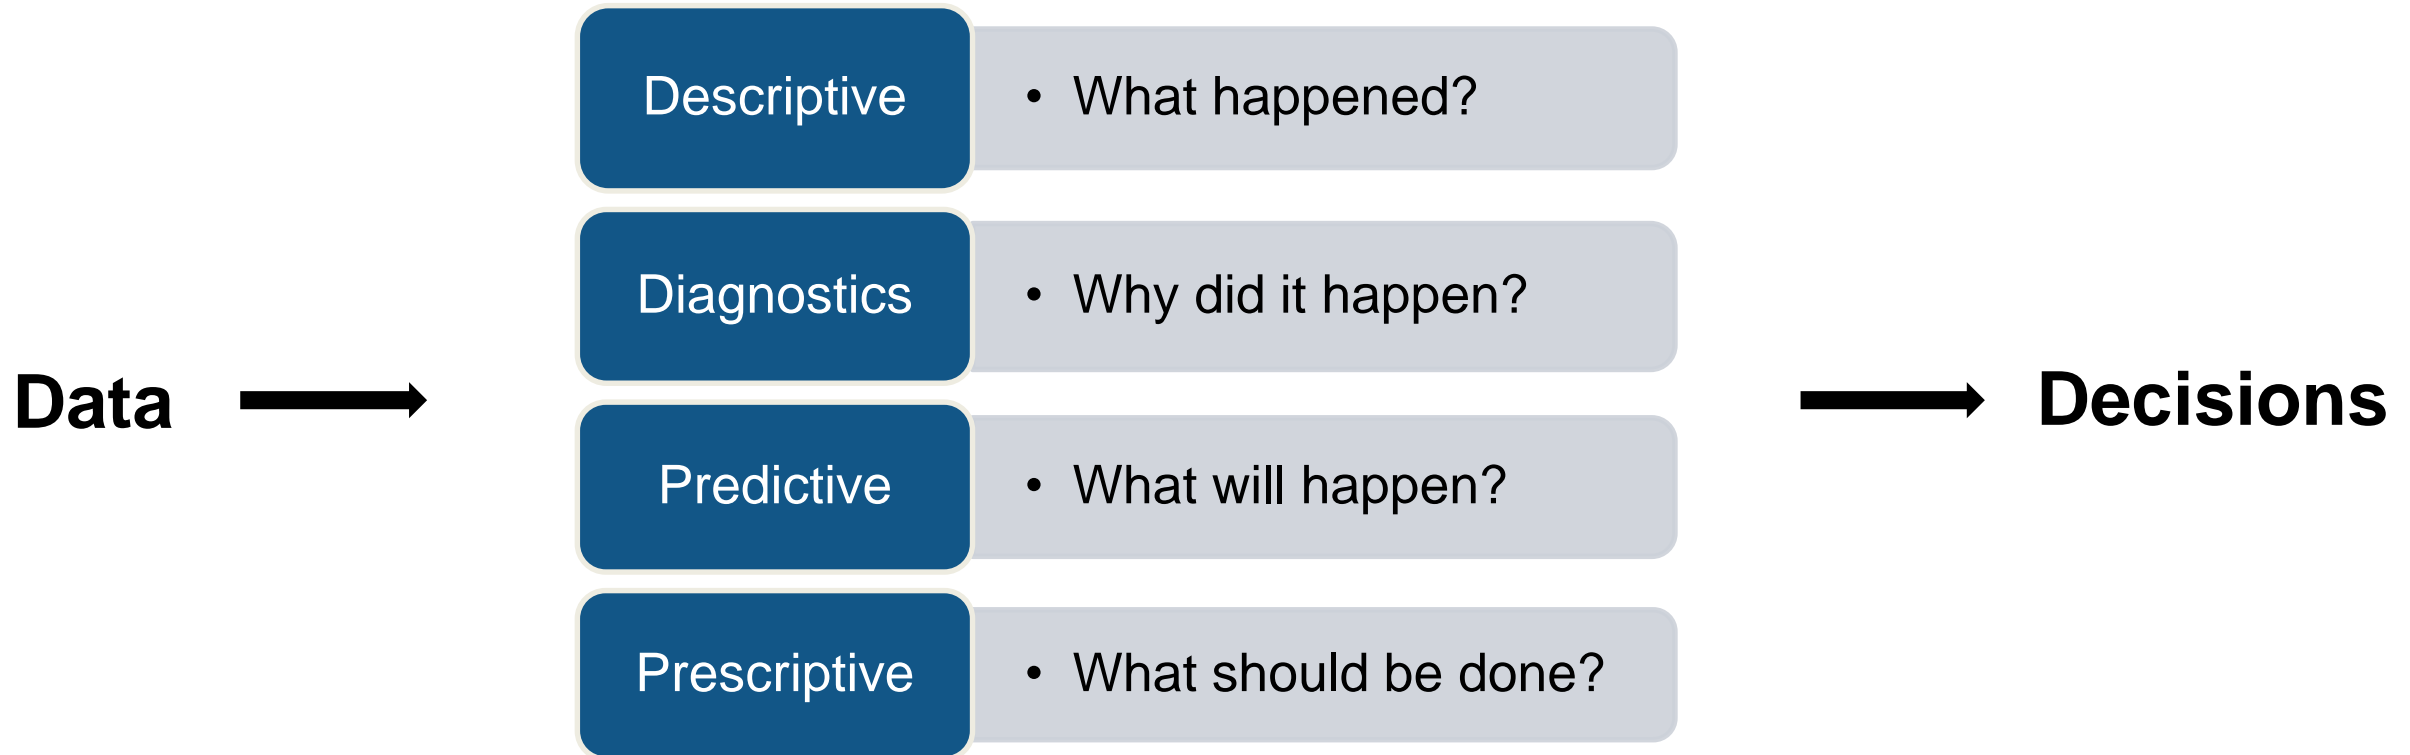 Data
Descriptive
• What happened?
Diagnostics
• Why did it happen?
Predictive
• What will happen?
Prescriptive
• What should be done?
Decisions